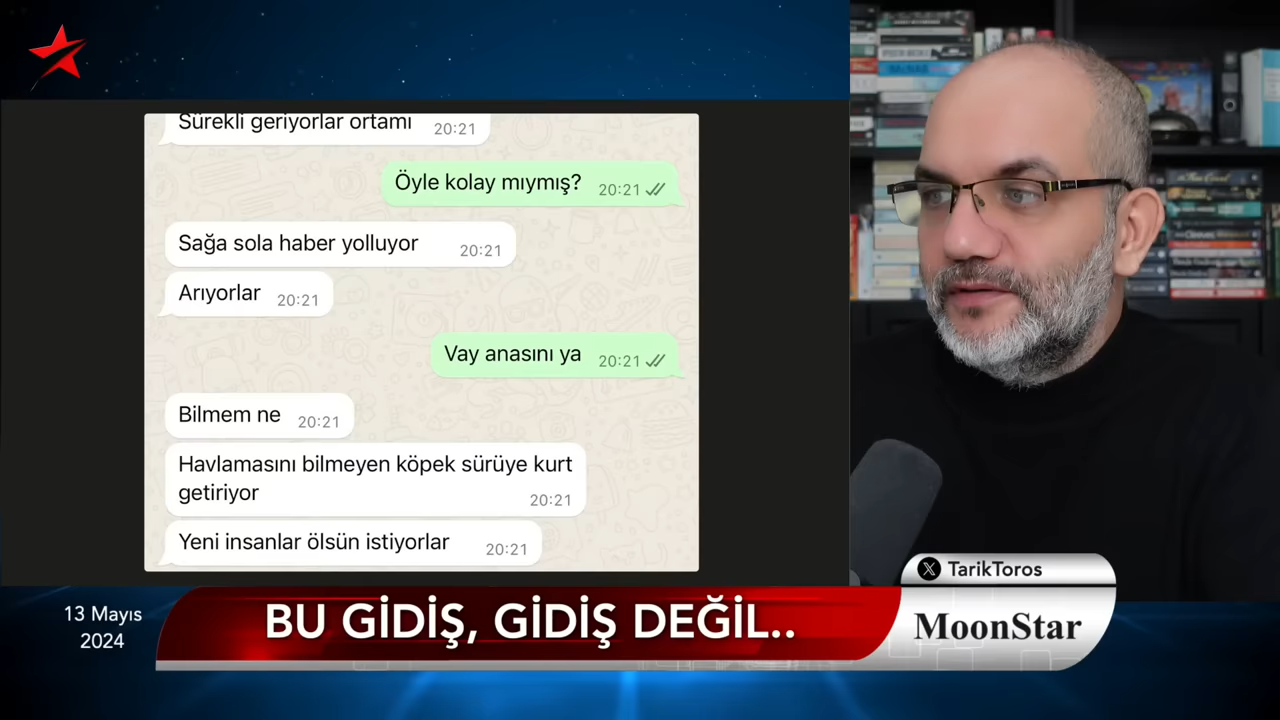 Sürekli geriyorlar ortamı 20:21
Öyle kolay mıymış? 20:21
Sağa sola haber yolluyor 20:21
Arıyorlar 20:21
Vay anasını ya 20:21
Bilmem ne 20:21
Havlamasını bilmeyen köpek sürüye kurt
getiriyor 20:21
Yeni insanlar ölsün istiyorlar 20:21
X TarikToros
13 Mayıs
2024
BU GİDİŞ, GİDİŞ DEĞİL..
MoonStar